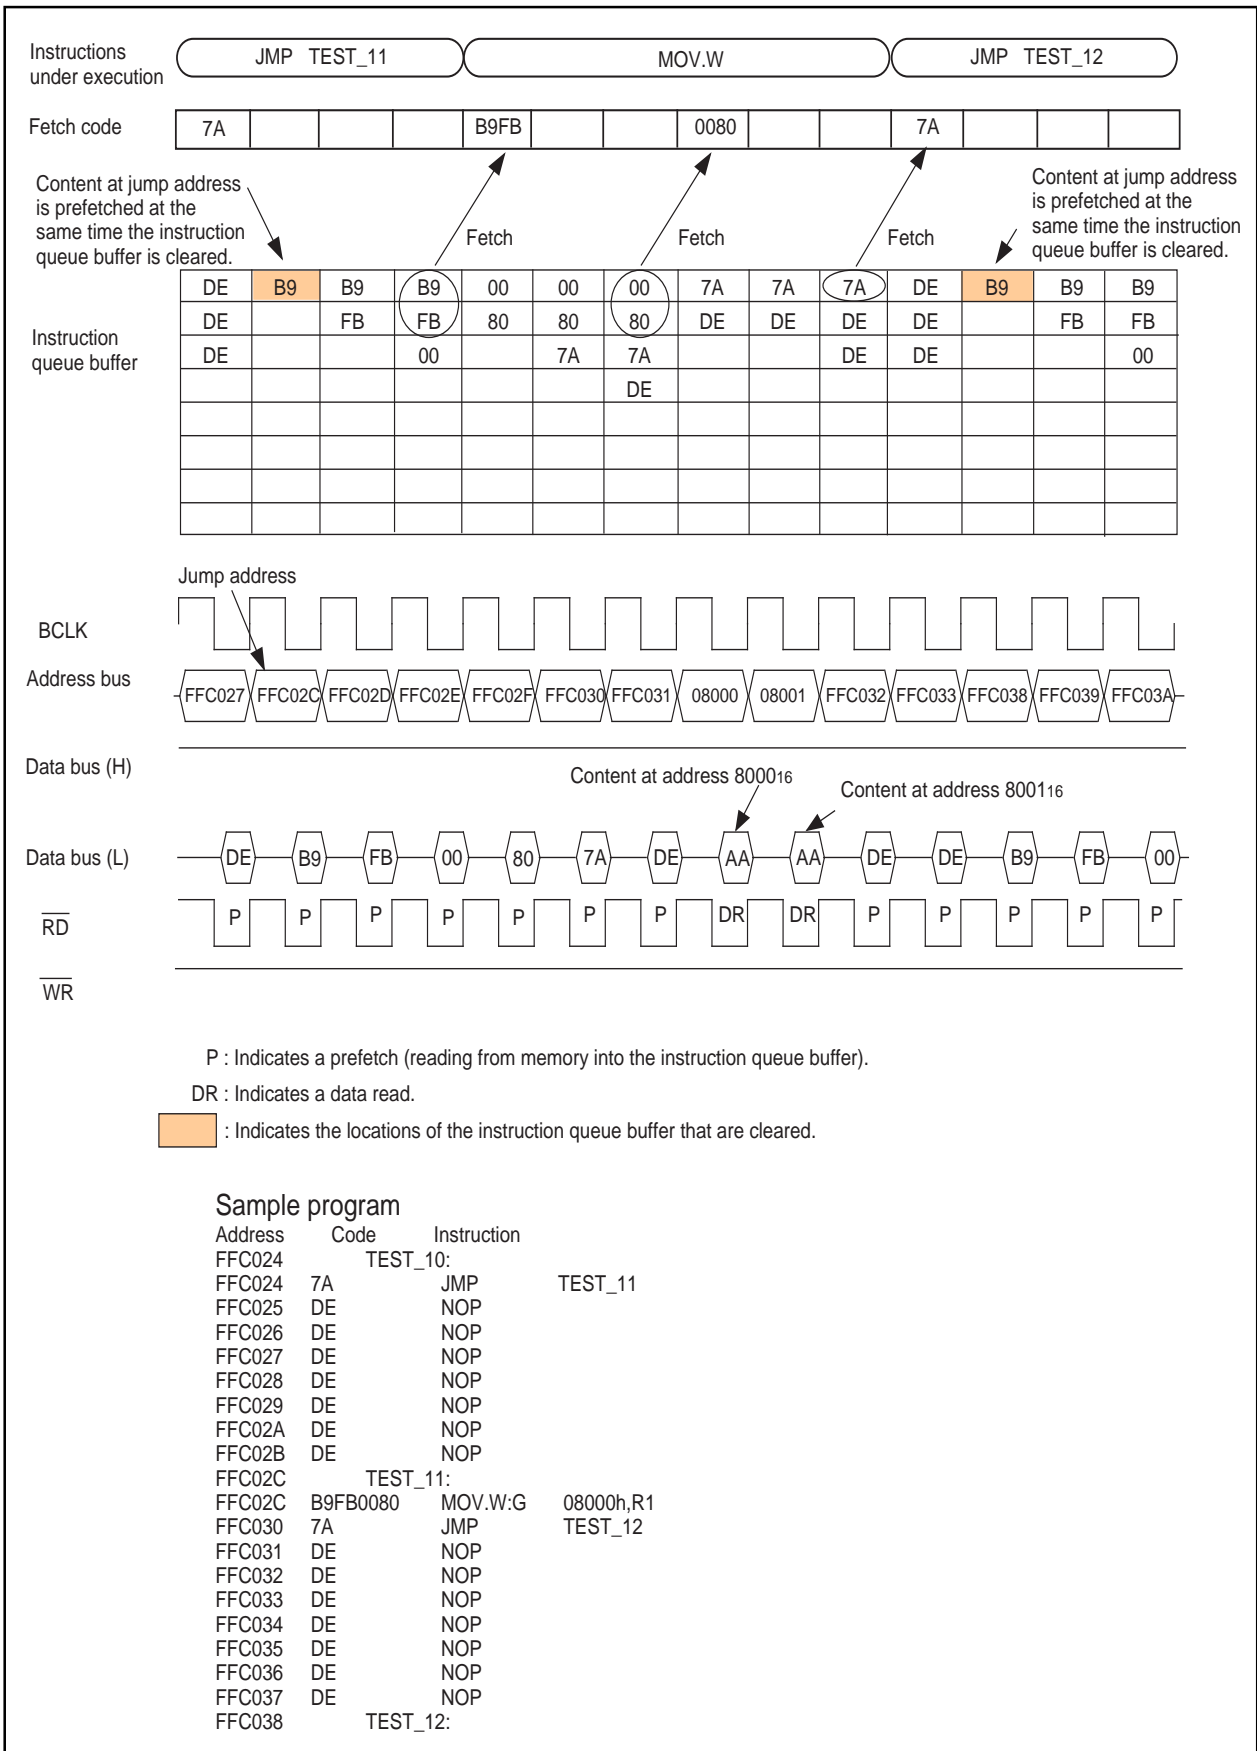 Instructions
under execution
JMP TEST_11 MOV.W JMP TEST_12
Fetch code 7A B9FB 0080 7A
Content at jump address
is prefetched at the
same time the instruction
queue buffer is cleared.
Fetch Fetch Fetch
Content at jump address
is prefetched at the
same time the instruction
queue buffer is cleared.
Instruction
queue buffer
DE B9 B9 B9 00 00 00 7A 7A 7A DE B9 B9 B9
DE FB FB 80 80 80 DE DE DE DE FB FB
DE 00 7A 7A DE DE 00
DE
Jump address
BCLK
Address bus FFC027 FFC02C FFC02D FFC02E FFC02F FFC030 FFC031 08000 08001 FFC032 FFC033 FFC038 FFC039 FFC03A
Data bus (H)
Content at address 800016
Content at address 800116
Data bus (L) DE B9 FB 00 80 7A DE AA AA DE DE B9 FB 00
RD P P P P P P P DR DR P P P P P
WR
P : Indicates a prefetch (reading from memory into the instruction queue buffer).
DR : Indicates a data read.
: Indicates the locations of the instruction queue buffer that are cleared.
Sample program
Address Code Instruction
FFC024 TEST_10:
FFC024 7A JMP TEST_11
FFC025 DE NOP
FFC026 DE NOP
FFC027 DE NOP
FFC028 DE NOP
FFC029 DE NOP
FFC02A DE NOP
FFC02B DE NOP
FFC02C TEST_11:
FFC02C B9FB0080 MOV.W:G 08000h,R1
FFC030 7A JMP TEST_12
FFC031 DE NOP
FFC032 DE NOP
FFC033 DE NOP
FFC034 DE NOP
FFC035 DE NOP
FFC036 DE NOP
FFC037 DE NOP
FFC038 TEST_12: